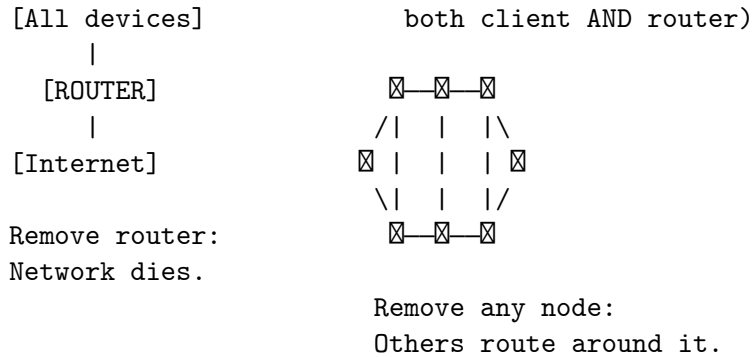 [All devices] both client AND router)
|
[ROUTER] ☒——☒——☒
| /| | |\
[Internet] ☒ | | | ☒
\| | |/
Remove router: ☒——☒——☒
Network dies.
Remove any node:
Others route around it.